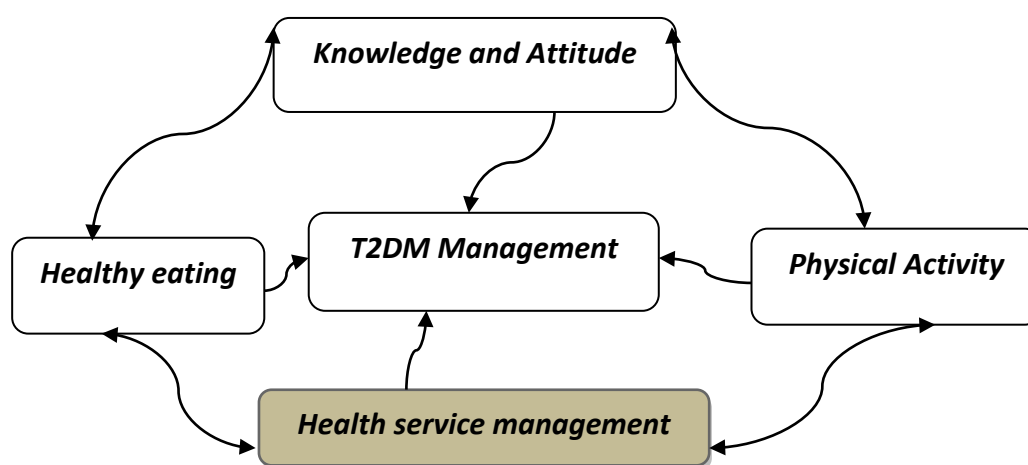 Knowledge and Attitude
T2DM Management
Healthy eating
Physical Activity
Health service management